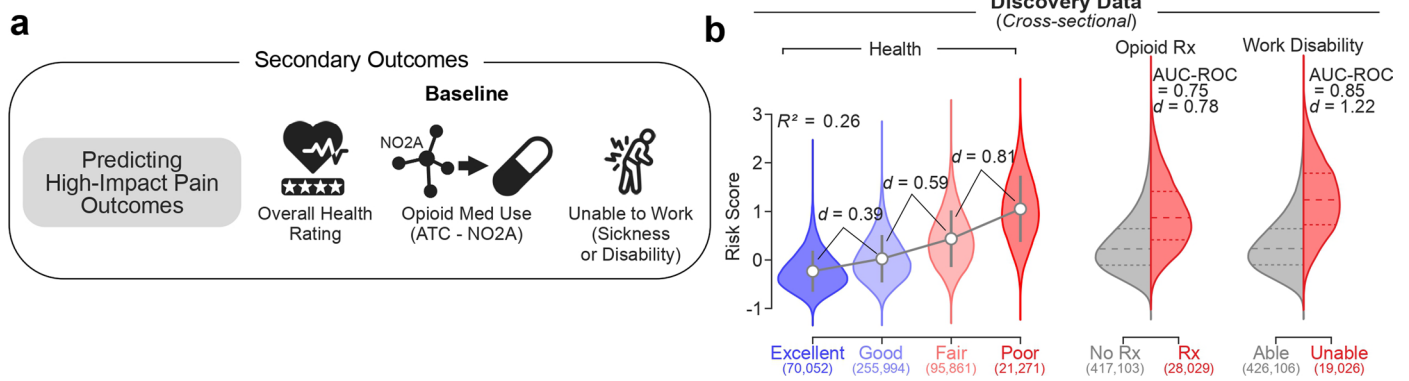 a
Secondary Outcomes
Baseline
Predicting
High-Impact Pain
Outcomes
Overall Health
Rating
NO2A
Opioid Med Use
(ATC - NO2A)
Unable to Work
(Sickness
or Disability)
b
Discovery Data
(Cross-sectional)
Health
Opioid Rx
Work Disability
Risk Score
3
2
1
0
-1
R² = 0.26
d = 0.39
d = 0.59
d = 0.81
AUC-ROC
= 0.75
d = 0.78
AUC-ROC
= 0.85
d = 1.22
Excellent
(70,052)
Good
(255,994)
Fair
(95,861)
Poor
(21,271)
No Rx
(417,103)
Rx
(28,029)
Able
(426,106)
Unable
(19,026)